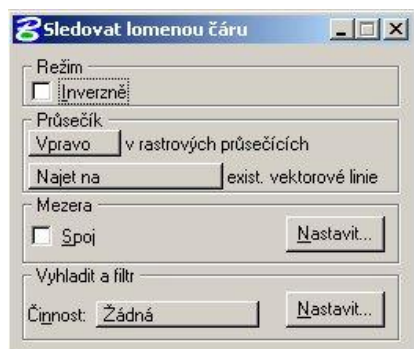 Sledovat lomenou čáru
Režim
Inverzně
Průsečík
Vpravo v rastrových průsečících
Najet na exist. vektorové linie
Mezera
Spoj Nastavit...
Vyhladit a filtr
Činnost: Žádná Nastavit...